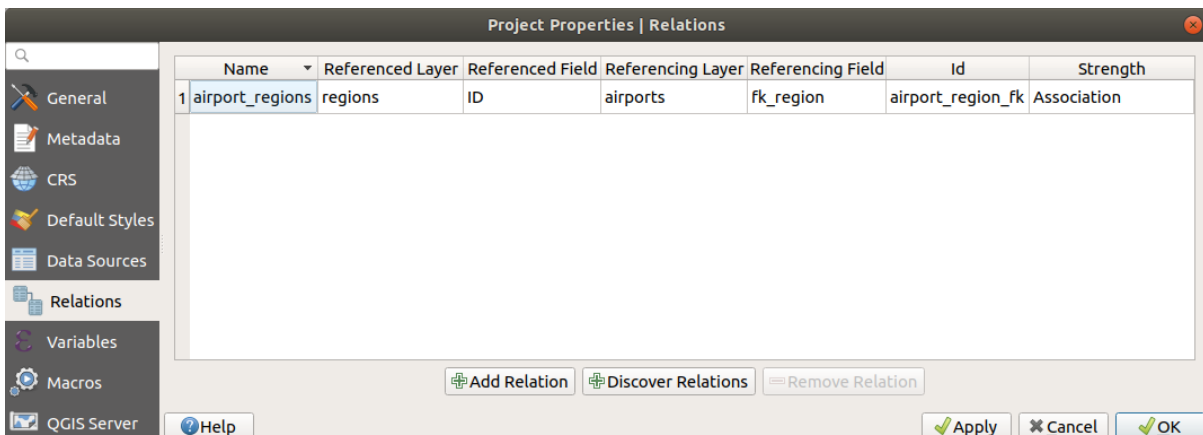 Project Properties | Relations
Name Referenced Layer Referenced Field Referencing Layer Referencing Field Id Strength
1 airport_regions regions ID airports fk_region airport_region_fk Association
General
Metadata
CRS
Default Styles
Data Sources
Relations
Variables
Macros
QGIS Server
Add Relation Discover Relations Remove Relation
Help Apply Cancel OK